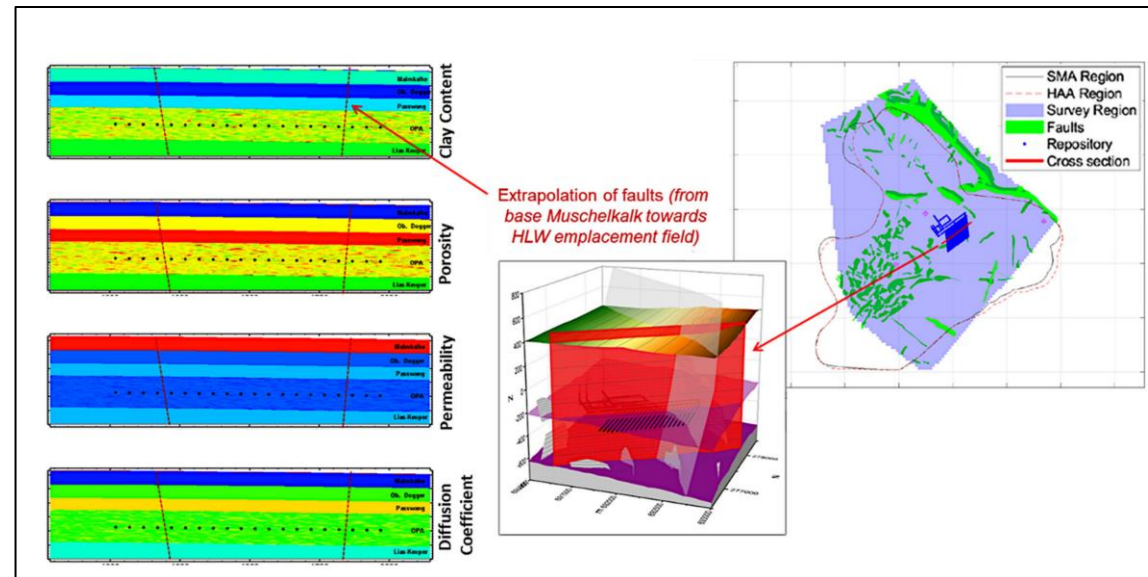 Malmkalke
Ob. Dogger
Passwang
OPA
Lias Keuper
Clay Content
Malmkalke
Ob. Dogger
Passwang
OPA
Lias Keuper
Porosity
Malmkalke
Ob. Dogger
Passwang
OPA
Lias Keuper
Permeability
Malmkalke
Ob. Dogger
Passwang
OPA
Lias Keuper
Diffusion
Coefficient
Extrapolation of faults (from
base Muschelkalk towards
HLW emplacement field)
SMA Region
HAA Region
Survey Region
Faults
Repository
Cross section